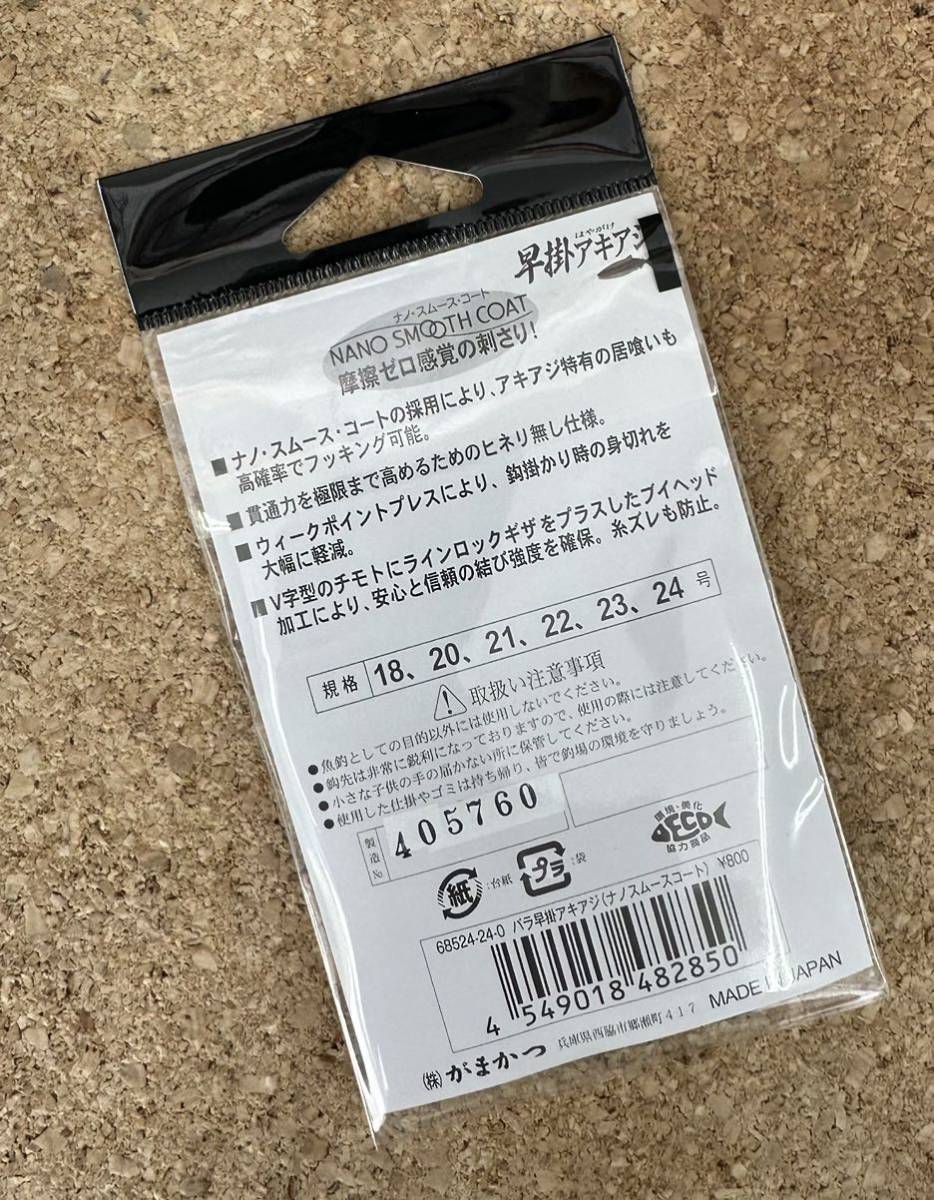 はやがけ
早掛アキアジ
ナノ・スムース・コート
NANO SMOOTH COAT
摩擦ゼロ感覚の刺さり!
■ナノ・スムース・コートの採用により、アキアジ特有の居喰いも
高確率でフッキング可能。
■貫通力を極限まで高めるためのヒネリ無し仕様。
■ウィークポイントプレスにより、鈎掛かり時の身切れを
大幅に軽減。
■V字型のチモトにラインロックギザをプラスしたブイヘッド
加工により、安心と信頼の結び強度を確保。糸ズレも防止。
規格 18、20、21、22、23、24 号
取扱い注意事項
●魚釣としての目的以外には使用しないでください。
●鈎先は非常に鋭利になっておりますので、使用の際には注意してください。
●小さな子供の手の届かない所に保管してください。
●使用した仕掛やゴミは持ち帰り、皆で釣場の環境を守りましょう。
製造No 405760
紙 :台紙 プラ :袋
環境・美化
ECO
協力商品
68524-24-0 バラ早掛アキアジ(ナノスムースコート) ¥800
4 549018 482850
MADE IN JAPAN
(株)がまかつ 兵庫県西脇市郷瀬町417